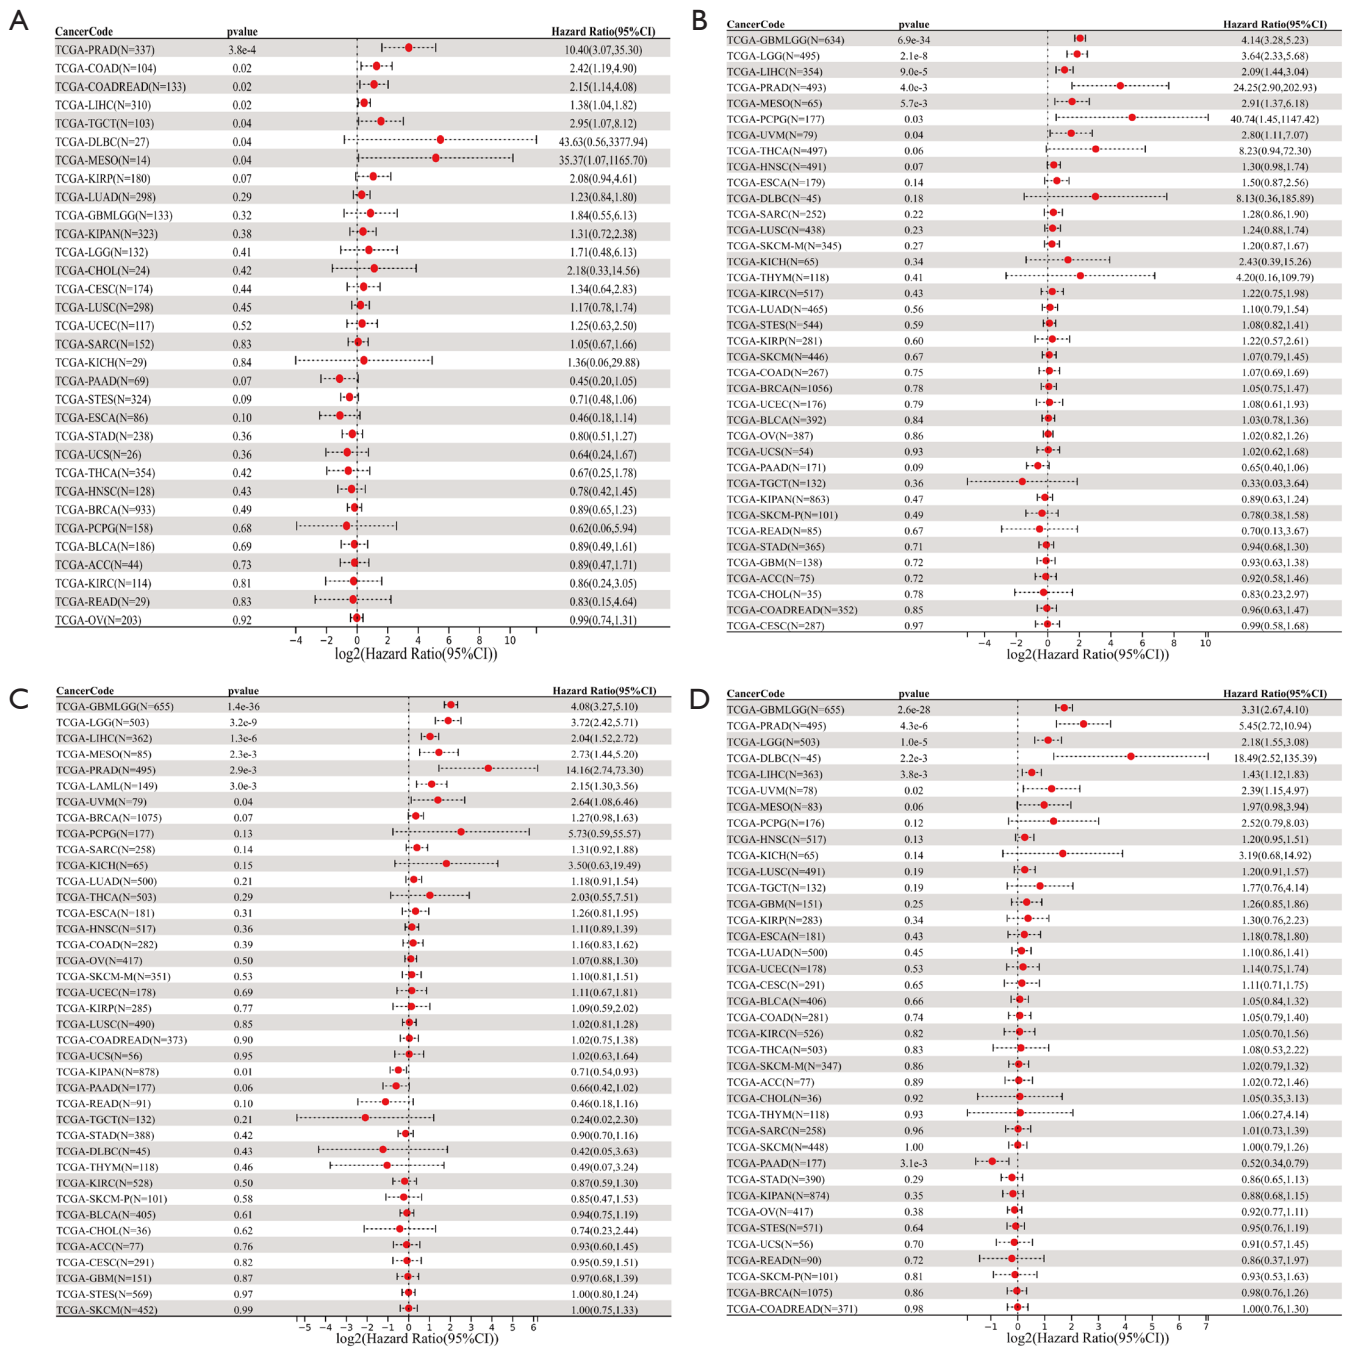 A
CancerCode pvalue Hazard Ratio(95%CI)
TCGA-PRAD(N=337) 3.8e-4 10.40(3.07,35.30)
TCGA-COAD(N=104) 0.02 2.42(1.19,4.90)
TCGA-COADREAD(N=133) 0.02 2.15(1.14,4.08)
TCGA-LIHC(N=310) 0.02 1.38(1.04,1.82)
TCGA-TGCT(N=103) 0.04 2.95(1.07,8.12)
TCGA-DLBC(N=27) 0.04 43.63(0.56,3377.94)
TCGA-MESO(N=14) 0.04 35.37(1.07,1165.70)
TCGA-KIRP(N=180) 0.07 2.08(0.94,4.61)
TCGA-LUAD(N=298) 0.29 1.23(0.84,1.80)
TCGA-GBMLGG(N=133) 0.32 1.84(0.55,6.13)
TCGA-KIPAN(N=323) 0.38 1.31(0.72,2.38)
TCGA-LGG(N=132) 0.41 1.71(0.48,6.13)
TCGA-CHOL(N=24) 0.42 2.18(0.33,14.56)
TCGA-CESC(N=174) 0.44 1.34(0.64,2.83)
TCGA-LUSC(N=298) 0.45 1.17(0.78,1.74)
TCGA-UCEC(N=117) 0.52 1.25(0.63,2.50)
TCGA-SARC(N=152) 0.83 1.05(0.67,1.66)
TCGA-KICH(N=29) 0.84 1.36(0.06,29.88)
TCGA-PAAD(N=69) 0.07 0.45(0.20,1.05)
TCGA-STES(N=324) 0.09 0.71(0.48,1.06)
TCGA-ESCA(N=86) 0.10 0.46(0.18,1.14)
TCGA-STAD(N=238) 0.36 0.80(0.51,1.27)
TCGA-UCS(N=26) 0.36 0.64(0.24,1.67)
TCGA-THCA(N=354) 0.42 0.67(0.25,1.78)
TCGA-HNSC(N=128) 0.43 0.78(0.42,1.45)
TCGA-BRCA(N=933) 0.49 0.89(0.65,1.23)
TCGA-PCPG(N=158) 0.68 0.62(0.06,5.94)
TCGA-BLCA(N=186) 0.69 0.89(0.49,1.61)
TCGA-ACC(N=44) 0.73 0.89(0.47,1.71)
TCGA-KIRC(N=114) 0.81 0.86(0.24,3.05)
TCGA-READ(N=29) 0.83 0.83(0.15,4.64)
TCGA-OV(N=203) 0.92 0.99(0.74,1.31)
−4 −2 0 2 4 6 8 10
log2(Hazard Ratio(95%CI)
B
CancerCode pvalue Hazard Ratio(95%CI)
TCGA-GBMLGG(N=634) 6.9e-34 4.14(3.28,5.23)
TCGA-LGG(N=495) 2.1e-8 3.64(2.33,5.68)
TCGA-LIHC(N=354) 9.0e-5 2.09(1.44,3.04)
TCGA-PRAD(N=493) 4.0e-3 24.25(2.90,202.93)
TCGA-MESO(N=65) 5.7e-3 2.91(1.37,6.18)
TCGA-PCPG(N=177) 0.03 40.74(1.45,1147.42)
TCGA-UVM(N=79) 0.04 2.80(1.11,7.07)
TCGA-THCA(N=497) 0.06 8.23(0.94,72.30)
TCGA-HNSC(N=491) 0.07 1.30(0.98,1.74)
TCGA-ESCA(N=179) 0.14 1.50(0.87,2.56)
TCGA-DLBC(N=45) 0.18 8.13(0.36,185.89)
TCGA-SARC(N=252) 0.22 1.28(0.86,1.90)
TCGA-LUSC(N=438) 0.23 1.24(0.88,1.74)
TCGA-SKCM-M(N=345) 0.27 1.20(0.87,1.67)
TCGA-KICH(N=65) 0.34 2.43(0.39,15.26)
TCGA-THYM(N=118) 0.41 4.20(0.16,109.79)
TCGA-KIRC(N=517) 0.43 1.22(0.75,1.98)
TCGA-LUAD(N=465) 0.56 1.10(0.79,1.54)
TCGA-STES(N=544) 0.59 1.08(0.82,1.41)
TCGA-KIRP(N=281) 0.60 1.22(0.57,2.61)
TCGA-SKCM(N=446) 0.67 1.07(0.79,1.45)
TCGA-COAD(N=267) 0.75 1.07(0.69,1.69)
TCGA-BRCA(N=1056) 0.78 1.05(0.75,1.47)
TCGA-UCEC(N=176) 0.79 1.08(0.61,1.93)
TCGA-BLCA(N=392) 0.84 1.03(0.78,1.36)
TCGA-OV(N=387) 0.86 1.02(0.82,1.26)
TCGA-UCS(N=54) 0.93 1.02(0.62,1.68)
TCGA-PAAD(N=171) 0.09 0.65(0.40,1.06)
TCGA-TGCT(N=132) 0.36 0.33(0.03,3.64)
TCGA-KIPAN(N=863) 0.47 0.89(0.63,1.24)
TCGA-SKCM-P(N=101) 0.49 0.78(0.38,1.58)
TCGA-READ(N=85) 0.67 0.70(0.13,3.67)
TCGA-STAD(N=365) 0.71 0.94(0.68,1.30)
TCGA-GBM(N=138) 0.72 0.93(0.63,1.38)
TCGA-ACC(N=75) 0.72 0.92(0.58,1.46)
TCGA-CHOL(N=35) 0.78 0.83(0.23,2.97)
TCGA-COADREAD(N=352) 0.85 0.96(0.63,1.47)
TCGA-CESC(N=287) 0.97 0.99(0.58,1.68)
−4 −2 0 2 4 6 8 10
log2(Hazard Ratio(95%CI)
C
CancerCode pvalue Hazard Ratio(95%CI)
TCGA-GBMLGG(N=655) 1.4e-36 4.08(3.27,5.10)
TCGA-LGG(N=503) 3.2e-9 3.72(2.42,5.71)
TCGA-LIHC(N=362) 1.3e-6 2.04(1.52,2.72)
TCGA-MESO(N=85) 2.3e-3 2.73(1.44,5.20)
TCGA-PRAD(N=495) 2.9e-3 14.16(2.74,73.30)
TCGA-LAML(N=149) 3.0e-3 2.15(1.30,3.56)
TCGA-UVM(N=79) 0.04 2.64(1.08,6.46)
TCGA-BRCA(N=1075) 0.07 1.27(0.98,1.63)
TCGA-PCPG(N=177) 0.13 5.73(0.59,55.57)
TCGA-SARC(N=258) 0.14 1.31(0.92,1.88)
TCGA-KICH(N=65) 0.15 3.50(0.63,19.49)
TCGA-LUAD(N=500) 0.21 1.18(0.91,1.54)
TCGA-THCA(N=503) 0.29 2.03(0.55,7.51)
TCGA-ESCA(N=181) 0.31 1.26(0.81,1.95)
TCGA-HNSC(N=517) 0.36 1.11(0.89,1.39)
TCGA-COAD(N=282) 0.39 1.16(0.83,1.62)
TCGA-OV(N=417) 0.50 1.07(0.88,1.30)
TCGA-SKCM-M(N=351) 0.53 1.10(0.81,1.51)
TCGA-UCEC(N=178) 0.69 1.11(0.67,1.81)
TCGA-KIRP(N=285) 0.77 1.09(0.59,2.02)
TCGA-LUSC(N=490) 0.85 1.02(0.81,1.28)
TCGA-COADREAD(N=373) 0.90 1.02(0.75,1.38)
TCGA-UCS(N=56) 0.95 1.02(0.63,1.64)
TCGA-KIPAN(N=878) 0.01 0.71(0.54,0.93)
TCGA-PAAD(N=177) 0.06 0.66(0.42,1.02)
TCGA-READ(N=91) 0.10 0.46(0.18,1.16)
TCGA-TGCT(N=132) 0.21 0.24(0.02,2.30)
TCGA-STAD(N=388) 0.42 0.90(0.70,1.16)
TCGA-DLBC(N=45) 0.43 0.42(0.05,3.63)
TCGA-THYM(N=118) 0.46 0.49(0.07,3.24)
TCGA-KIRC(N=528) 0.50 0.87(0.59,1.30)
TCGA-SKCM-P(N=101) 0.58 0.85(0.47,1.53)
TCGA-BLCA(N=405) 0.61 0.94(0.75,1.19)
TCGA-CHOL(N=36) 0.62 0.74(0.23,2.44)
TCGA-ACC(N=77) 0.76 0.93(0.60,1.45)
TCGA-CESC(N=291) 0.82 0.95(0.59,1.51)
TCGA-GBM(N=151) 0.87 0.97(0.68,1.39)
TCGA-STES(N=569) 0.97 1.00(0.80,1.24)
TCGA-SKCM(N=452) 0.99 1.00(0.75,1.33)
−5 −4 −3 −2 −1 0 1 2 3 4 5 6
log2(Hazard Ratio(95%CI)
D
CancerCode pvalue Hazard Ratio(95%CI)
TCGA-GBMLGG(N=655) 2.6e-28 3.31(2.67,4.10)
TCGA-PRAD(N=495) 4.3e-6 5.45(2.72,10.94)
TCGA-LGG(N=503) 1.0e-5 2.18(1.55,3.08)
TCGA-DLBC(N=45) 2.2e-3 18.49(2.52,135.39)
TCGA-LIHC(N=363) 3.8e-3 1.43(1.12,1.83)
TCGA-UVM(N=78) 0.02 2.39(1.15,4.97)
TCGA-MESO(N=83) 0.06 1.97(0.98,3.94)
TCGA-PCPG(N=176) 0.12 2.52(0.79,8.03)
TCGA-HNSC(N=517) 0.13 1.20(0.95,1.51)
TCGA-KICH(N=65) 0.14 3.19(0.68,14.92)
TCGA-LUSC(N=491) 0.19 1.20(0.91,1.57)
TCGA-TGCT(N=132) 0.19 1.77(0.76,4.14)
TCGA-GBM(N=151) 0.25 1.26(0.85,1.86)
TCGA-KIRP(N=283) 0.34 1.30(0.76,2.23)
TCGA-ESCA(N=181) 0.43 1.18(0.78,1.80)
TCGA-LUAD(N=500) 0.45 1.10(0.86,1.41)
TCGA-UCEC(N=178) 0.53 1.14(0.75,1.74)
TCGA-CESC(N=291) 0.65 1.11(0.71,1.75)
TCGA-BLCA(N=406) 0.66 1.05(0.84,1.32)
TCGA-COAD(N=281) 0.74 1.05(0.79,1.40)
TCGA-KIRC(N=526) 0.82 1.05(0.70,1.56)
TCGA-THCA(N=503) 0.83 1.08(0.53,2.22)
TCGA-SKCM-M(N=347) 0.86 1.02(0.79,1.32)
TCGA-ACC(N=77) 0.89 1.02(0.72,1.46)
TCGA-CHOL(N=36) 0.92 1.05(0.35,3.13)
TCGA-THYM(N=118) 0.93 1.06(0.27,4.14)
TCGA-SARC(N=258) 0.96 1.01(0.73,1.39)
TCGA-SKCM(N=448) 1.00 1.00(0.79,1.26)
TCGA-PAAD(N=177) 3.1e-3 0.52(0.34,0.79)
TCGA-STAD(N=390) 0.29 0.86(0.65,1.13)
TCGA-KIPAN(N=874) 0.35 0.88(0.68,1.15)
TCGA-OV(N=417) 0.38 0.92(0.77,1.11)
TCGA-STES(N=571) 0.64 0.95(0.76,1.19)
TCGA-UCS(N=56) 0.70 0.91(0.57,1.45)
TCGA-READ(N=90) 0.72 0.86(0.37,1.97)
TCGA-SKCM-P(N=101) 0.81 0.93(0.53,1.63)
TCGA-BRCA(N=1075) 0.86 0.98(0.76,1.26)
TCGA-COADREAD(N=371) 0.98 1.00(0.76,1.30)
−1 0 1 2 3 4 5 6 7
log2(Hazard Ratio(95%CI)